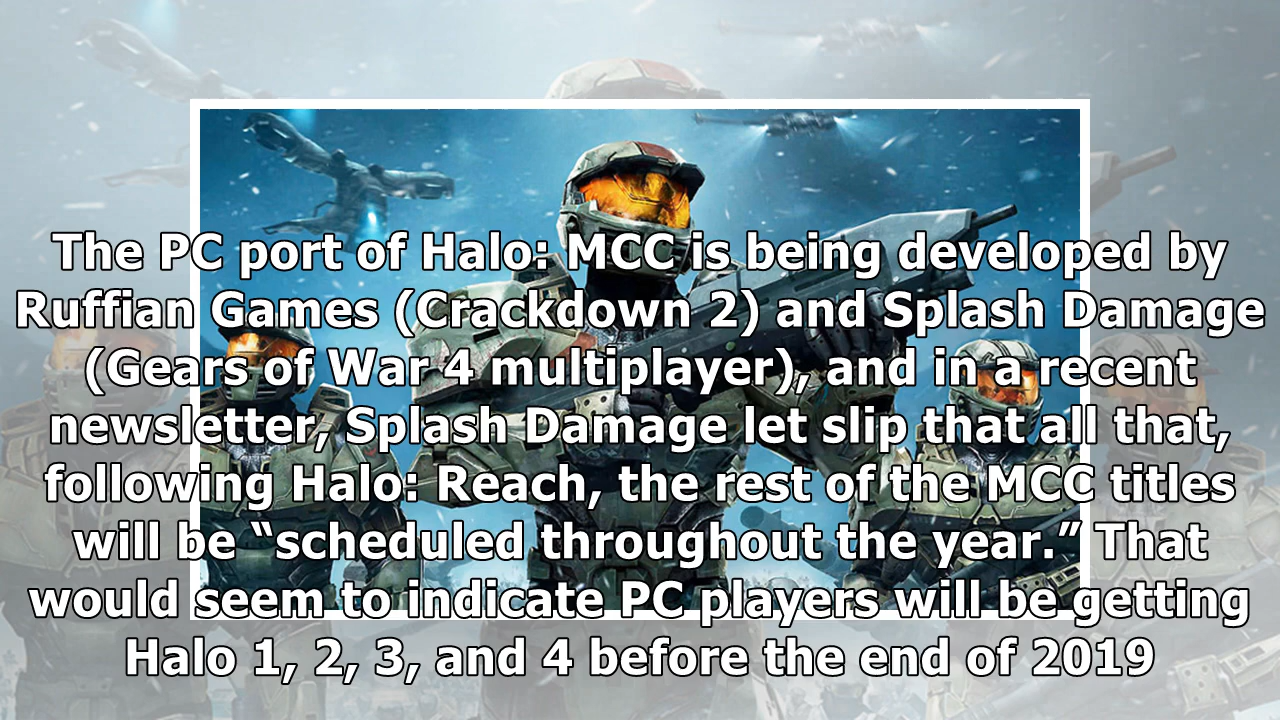 The PC port of Halo: MCC is being developed by
Ruffian Games (Crackdown 2) and Splash Damage
(Gears of War 4 multiplayer), and in a recent
newsletter, Splash Damage let slip that all that,
following Halo: Reach, the rest of the MCC titles
will be “scheduled throughout the year.” That
would seem to indicate PC players will be getting
Halo 1, 2, 3, and 4 before the end of 2019